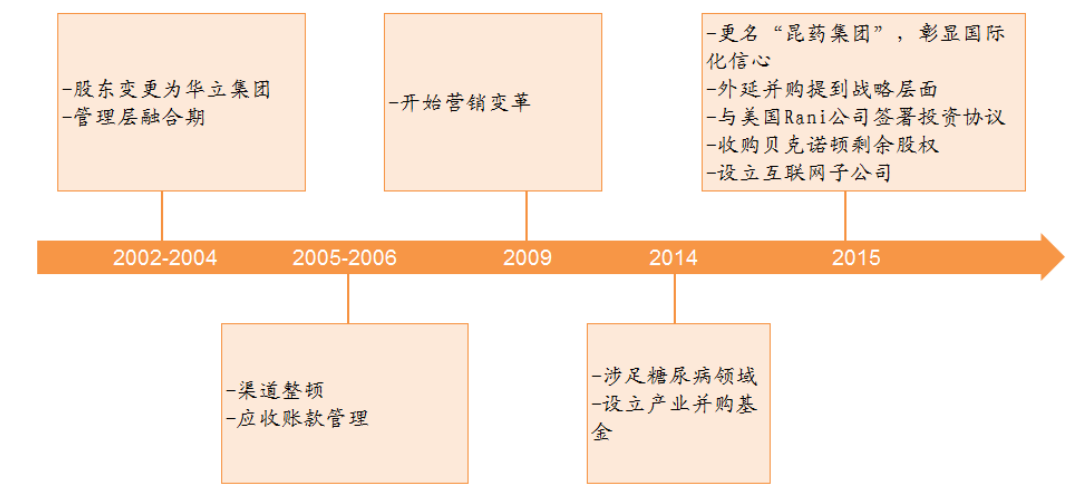 -股东变更为华立集团
-管理层融合期
-开始营销变革
-更名“昆药集团”，彰显国际
化信心
-外延并购提到战略层面
-与美国Rani公司签署投资协议
-收购贝克诺顿剩余股权
-设立互联网子公司
2002-2004
2005-2006
2009
2014
2015
-渠道整顿
-应收账款管理
-涉足糖尿病领域
-设立产业并购基
金